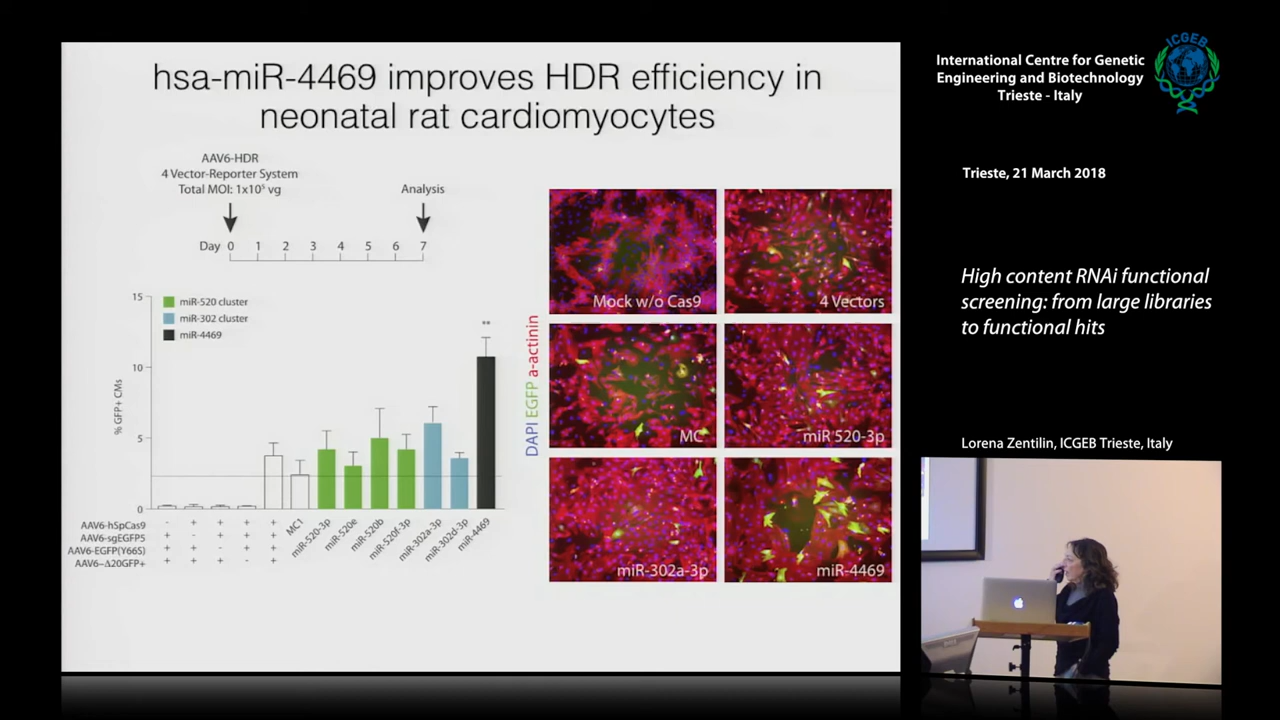 hsa-miR-4469 improves HDR efficiency in
neonatal rat cardiomyocytes
AAV6-HDR
4 Vector-Reporter System
Total MOI: 1x10⁵ vg
Analysis
Day 0 1 2 3 4 5 6 7
15
10
5
0
% GFP+ CMs
miR-520 cluster
miR-302 cluster
miR-4469
**
AAV6-hSpCas9 - + + + +
AAV6-sgEGFP5 + - + + +
AAV6-EGFP(Y66S) + + - + +
AAV6-Δ20GFP+ + + + - +
MC1
miR-520-3p
miR-520e
miR-520b
miR-520f-3p
miR-302a-3p
miR-302d-3p
miR-4469
DAPI EGFP a-actinin
Mock w/o Cas9
4 Vectors
MC
miR 520-3p
miR-302a-3p
miR-4469
International Centre for Genetic
Engineering and Biotechnology
Trieste - Italy
ICGEB
Trieste, 21 March 2018
High content RNAi functional
screening: from large libraries
to functional hits
Lorena Zentilin, ICGEB Trieste, Italy